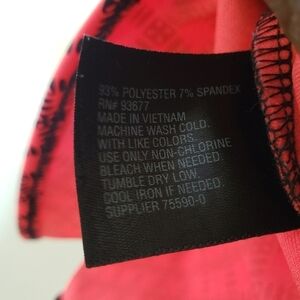 93% POLYESTER 7% SPANDEX
RN# 93677
MADE IN VIETNAM
MACHINE WASH COLD.
WITH LIKE COLORS.
USE ONLY NON-CHLORINE
BLEACH WHEN NEEDED.
TUMBLE DRY LOW.
COOL IRON IF NEEDED.
SUPPLIER 75590-0